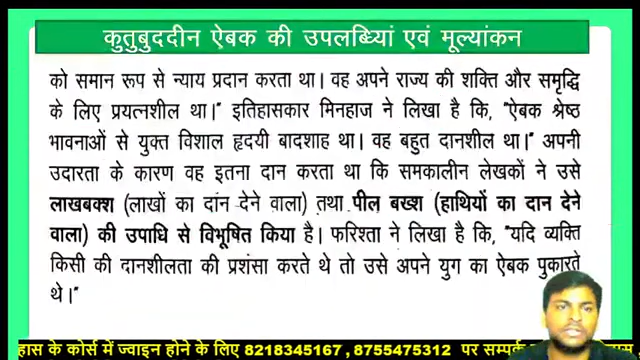 कुतुबुददीन ऐबक की उपलब्धियां एवं मूल्यांकन
को समान रूप से न्याय प्रदान करता था। वह अपने राज्य की शक्ति और समृद्धि
के लिए प्रयत्नशील था।" इतिहासकार मिनहाज ने लिखा है कि, "ऐबक श्रेष्ठ
भावनाओं से युक्त विशाल हृदयी बादशाह था। वह बहुत दानशील था।" अपनी
उदारता के कारण वह इतना दान करता था कि समकालीन लेखकों ने उसे
लाखबक्श (लाखों का दांन देने वाला) तथा पील बख्श (हाथियों का दान देने
वाला) की उपाधि से विभूषित किया है। फरिश्ता ने लिखा है कि, "यदि व्यक्ति
किसी की दानशीलता की प्रशंसा करते थे तो उसे अपने युग का ऐबक पुकारते
थे।"
हास के कोर्स में ज्वाइन होने के लिए 8218345167 , 8755475312 पर सम्पर्क